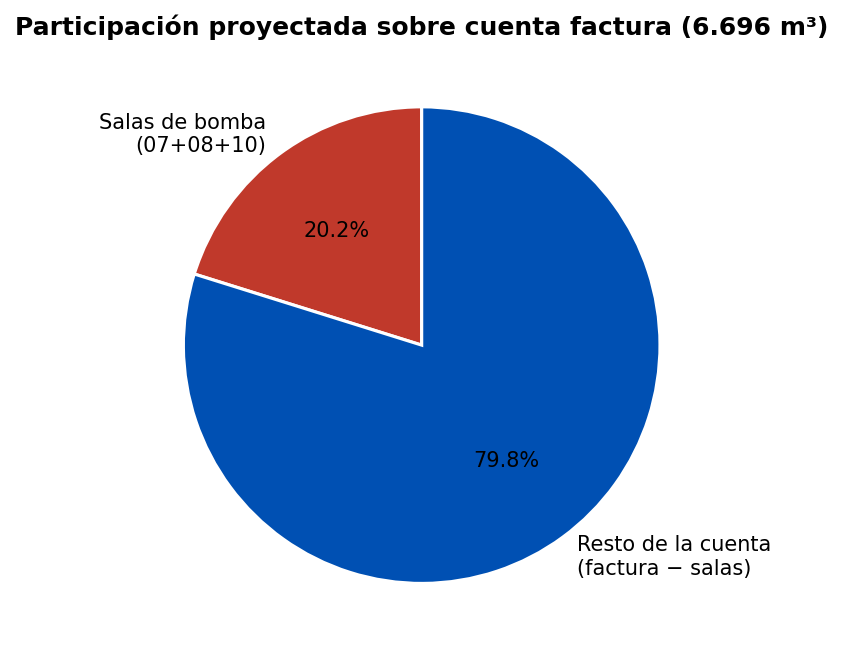 Participación proyectada sobre cuenta factura (6.696 m³)
Salas de bomba
(07+08+10)
20.2%
79.8%
Resto de la cuenta
(factura − salas)